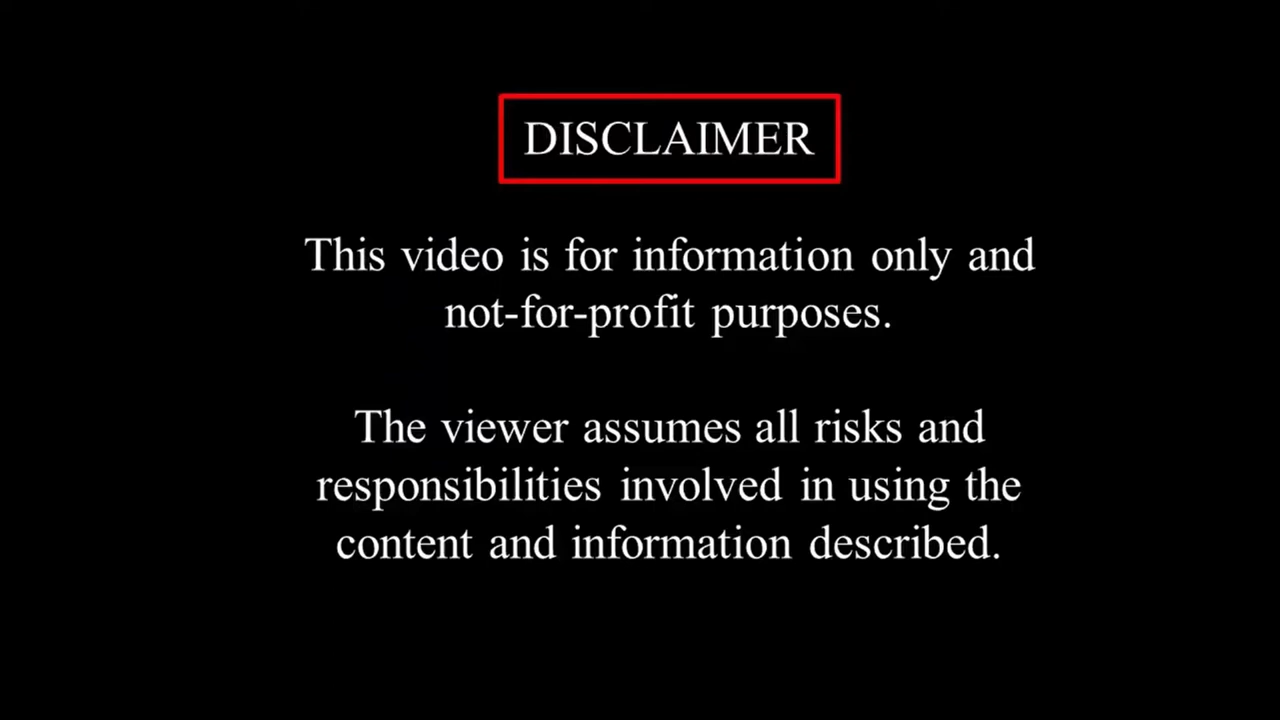 DISCLAIMER
This video is for information only and
not-for-profit purposes.
The viewer assumes all risks and
responsibilities involved in using the
content and information described.